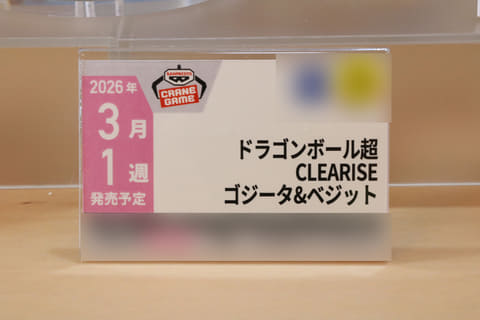 2026年
3月
1週
発売予定
BANPRESTO
CRANE
GAME
ドラゴンボール超
CLEARISE
ゴジータ&ベジット